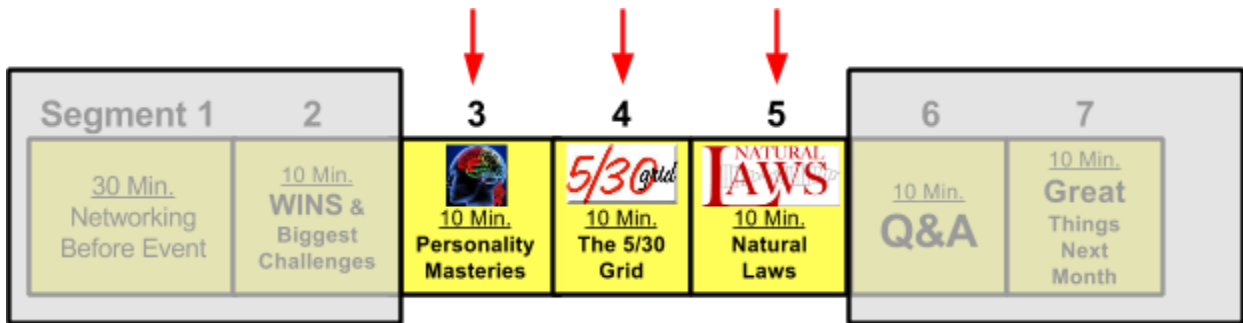 Segment 1
2
3
4
5
6
7
30 Min.
Networking
Before Event
10 Min.
WINS &
Biggest
Challenges
10 Min.
Personality
Masteries
5/30 grid
10 Min.
The 5/30
Grid
NATURAL
LAWS
10 Min.
Natural
Laws
10 Min.
Q&A
10 Min.
Great
Things
Next
Month